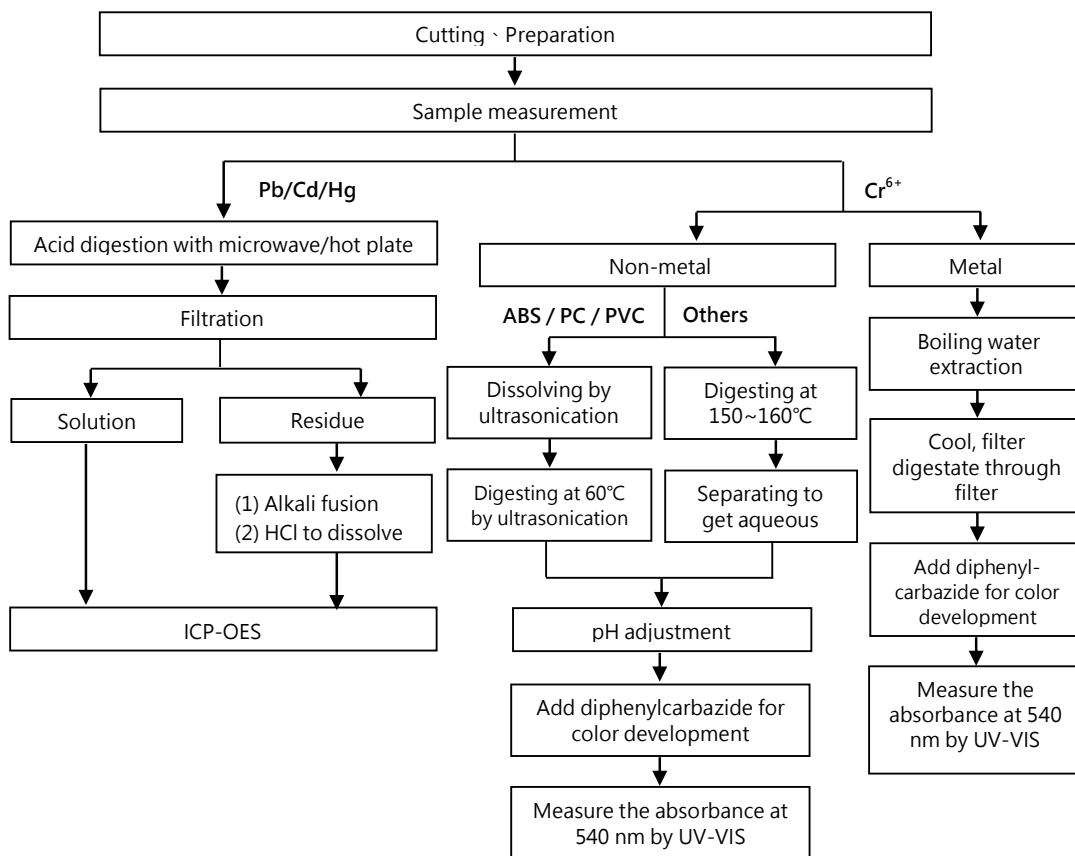 Cutting、Preparation
Sample measurement
Pb/Cd/Hg
Cr6+
Acid digestion with microwave/hot plate
Non-metal
Metal
Filtration
ABS / PC / PVC
Others
Boiling water
extraction
Solution
Residue
Dissolving by
ultrasonication
Digesting at
150~160℃
Cool, filter
digestate through
filter
(1) Alkali fusion
(2) HCl to dissolve
Digesting at 60℃
by ultrasonication
Separating to
get aqueous
Add diphenyl-
carbazide for color
development
ICP-OES
pH adjustment
Measure the
absorbance at 540
nm by UV-VIS
Add diphenylcarbazide for
color development
Measure the absorbance at
540 nm by UV-VIS